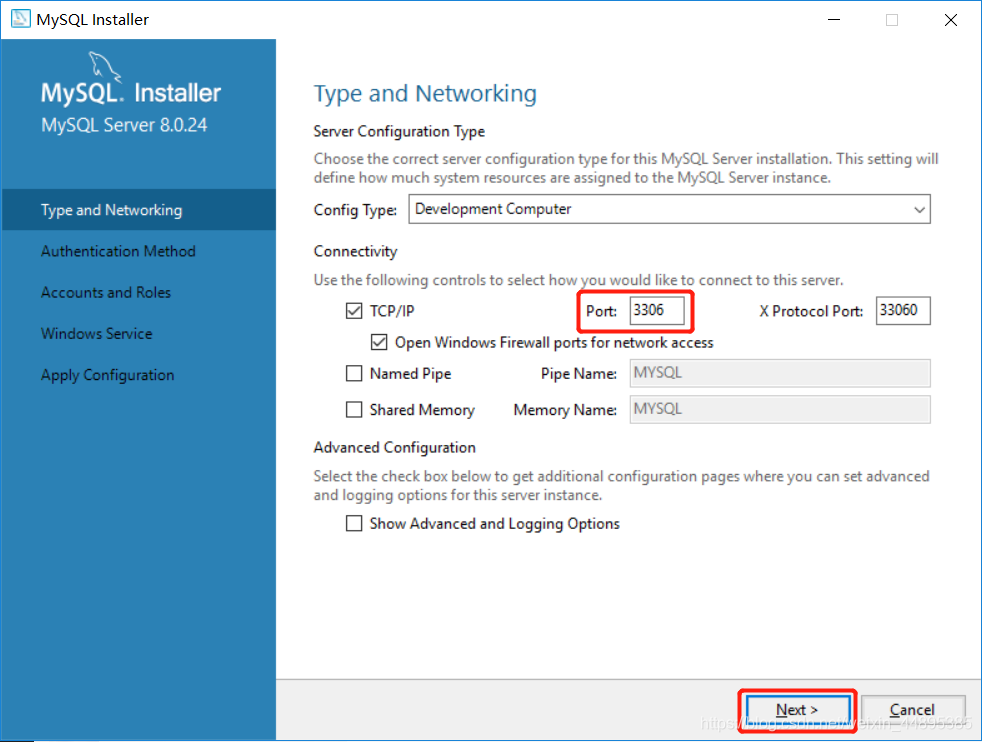 MySQL Installer
MySQL. Installer
MySQL Server 8.0.24
Type and Networking
Authentication Method
Accounts and Roles
Windows Service
Apply Configuration
Type and Networking
Server Configuration Type
Choose the correct server configuration type for this MySQL Server installation. This setting will
define how much system resources are assigned to the MySQL Server instance.
Config Type: Development Computer
Connectivity
Use the following controls to select how you would like to connect to this server.
TCP/IP Port: 3306 X Protocol Port: 33060
Open Windows Firewall ports for network access
Named Pipe Pipe Name: MYSQL
Shared Memory Memory Name: MYSQL
Advanced Configuration
Select the check box below to get additional configuration pages where you can set advanced
and logging options for this server instance.
Show Advanced and Logging Options
Next > Cancel